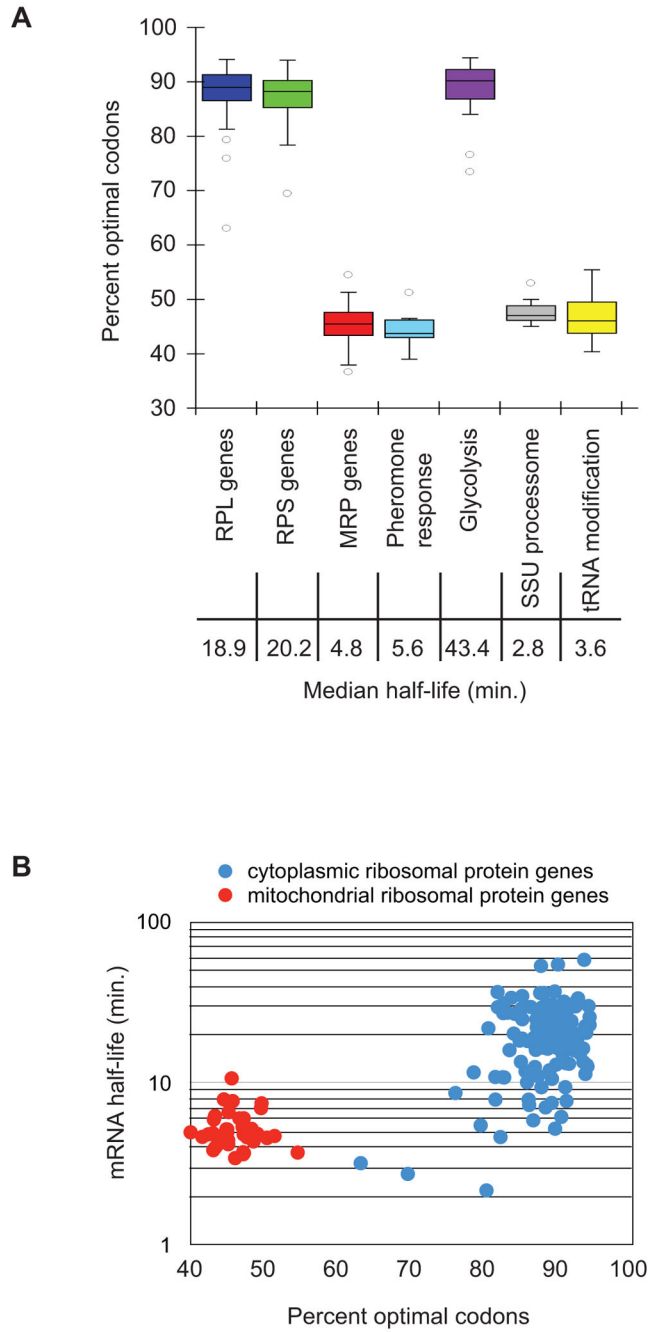 A
Percent optimal codons
100
90
80
70
60
50
40
30
RPL genes
RPS genes
MRP genes
Pheromone
response
Glycolysis
SSU processome
tRNA modification
18.9 20.2 4.8 5.6 43.4 2.8 3.6
Median half-life (min.)
B
cytoplasmic ribosomal protein genes
mitochondrial ribosomal protein genes
mRNA half-life (min.)
100
10
1
40 50 60 70 80 90 100
Percent optimal codons